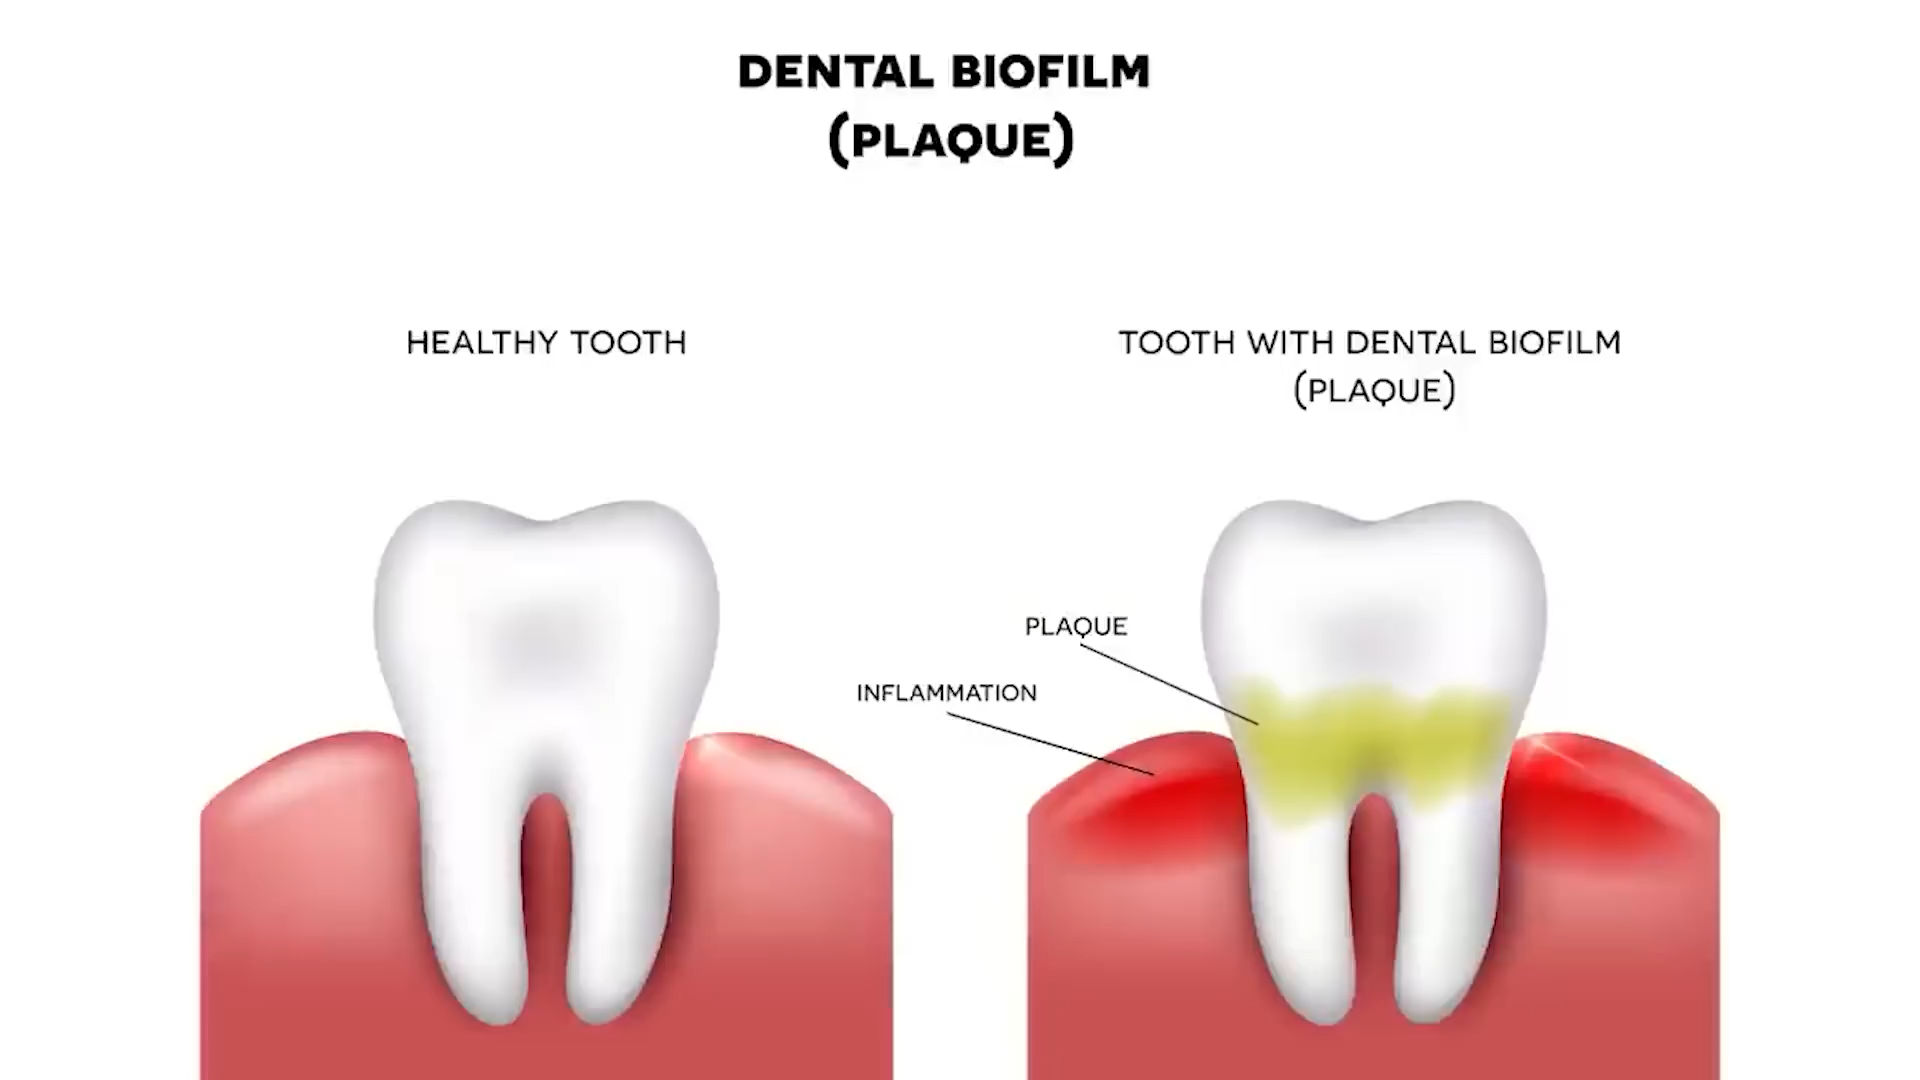 DENTAL BIOFILM
(PLAQUE)
HEALTHY TOOTH
TOOTH WITH DENTAL BIOFILM
(PLAQUE)
PLAQUE
INFLAMMATION